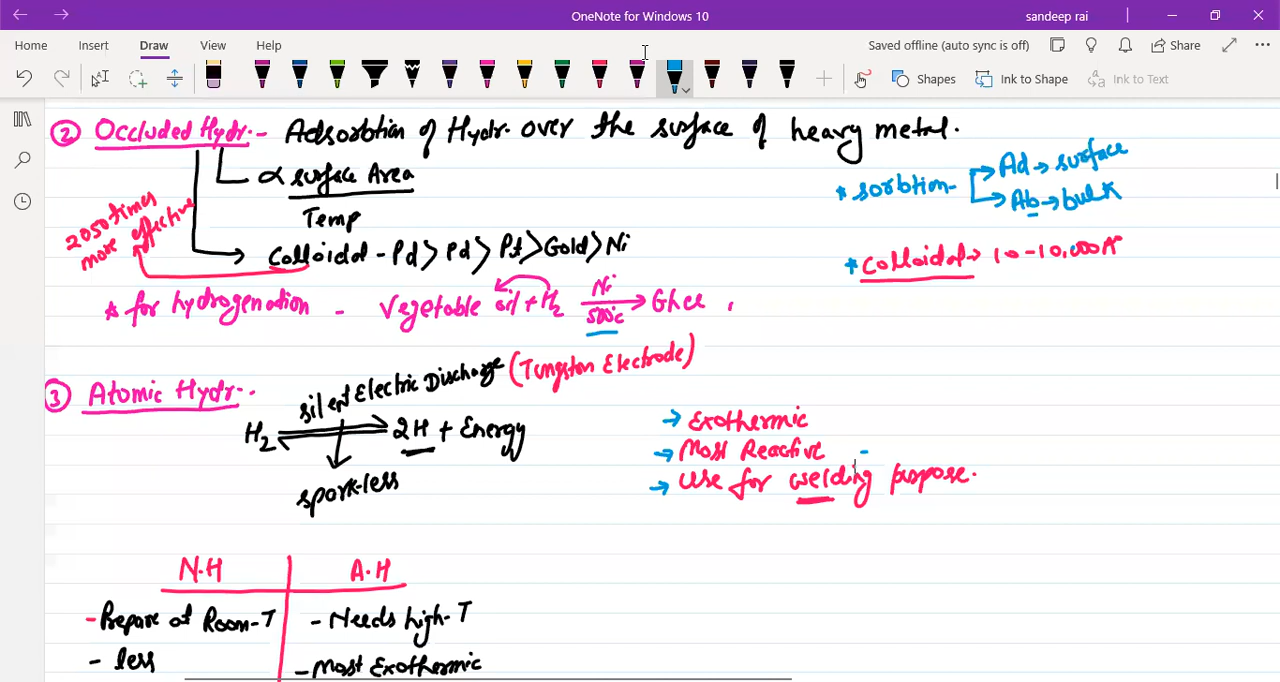 OneNote for Windows 10
sandeep rai
Home Insert Draw View Help
Saved offline (auto sync is off)
Share
Shapes
Ink to Shape
Ink to Text
② Occluded Hydr. - Adsorbtion of Hydr. over the surface of heavy metal.
∝ surface Area
Temp
* sorbtion - Ad → surface
Ab → bulk
2050 times
more effective
Colloidal - Pd > Pd > Pt > Gold > Ni
* Colloidal → 10 - 10,000 A°
* for hydrogenation - Vegetable oil + H2 Ni 500°c → Ghee
③ Atomic Hydr.
silent Electric Discharge (Tungston Electrode)
H2 ⇌ 2H + Energy
sparkless
→ Exothermic
→ Most Reactive
→ Use for welding propose.
N.H A.H
- Prepare at Room-T - Needs high-T
- less - Most Exothermic